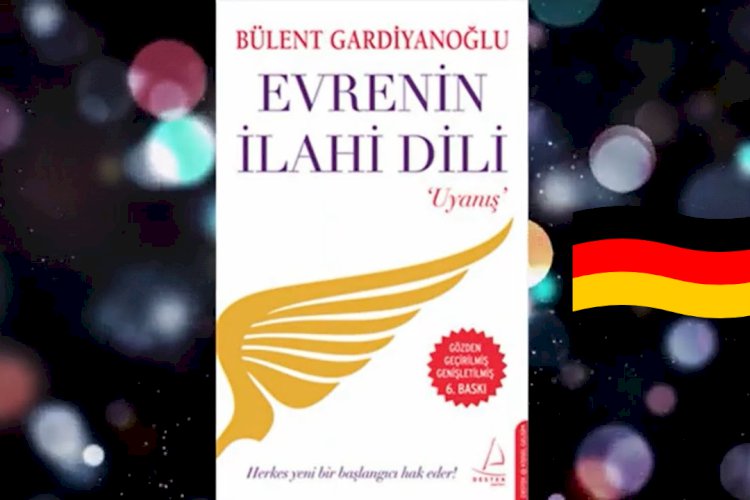 BÜLENT GARDİYANOĞLU
EVRENİN
İLAHİ DİLİ
'Uyanış'
GÖZDEN
GEÇİRİLMİŞ
GENİŞLETİLMİŞ
6. BASKI
Herkes yeni bir başlangıcı hak eder!
DESTEK